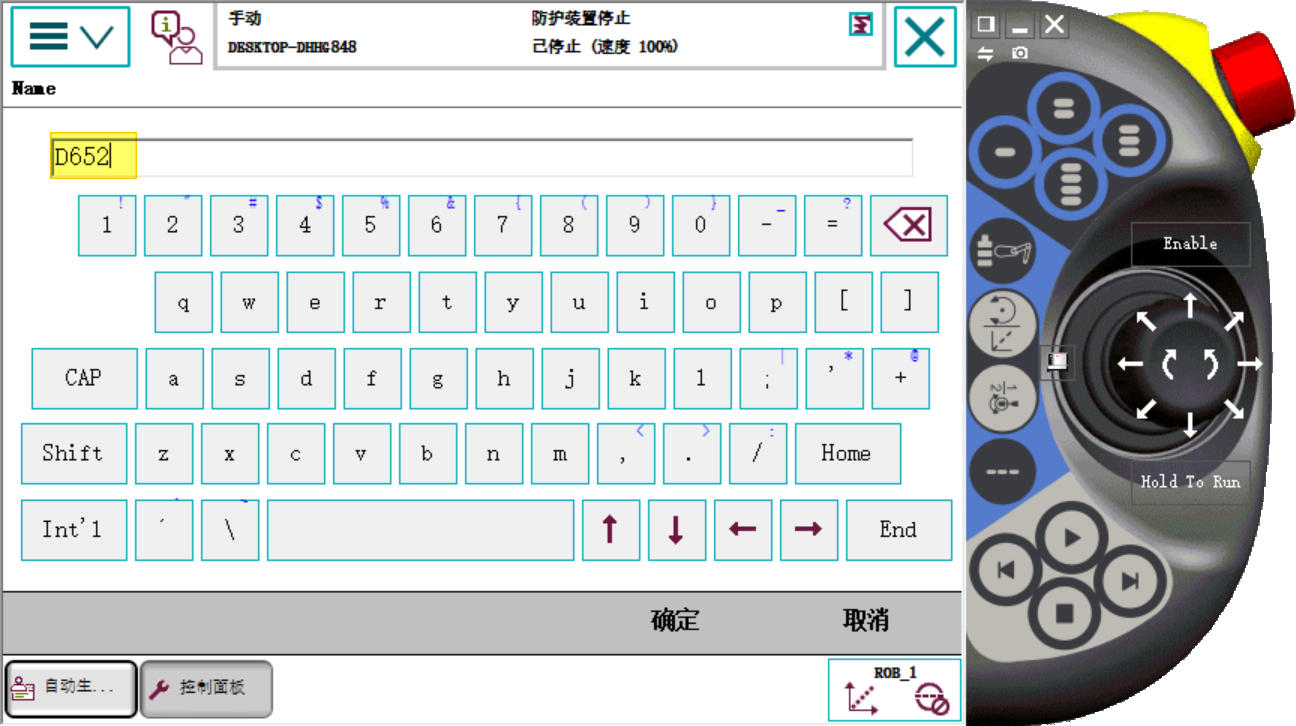 手动
DESKTOP-DHHG848
防护装置停止
己停止 (速度 100%)
Name
D652
1 ! 2 " 3 # 4 $ 5 % 6 & 7 { 8 ( 9 ) 0 } - _ = ?
q w e r t y u i o p [ ]
CAP a s d f g h j k l ; | ' * + @
Shift z x c v b n m , < . > / : Home
Int'l ´ \ ~ End
确定 取消
自动生... 控制面板
ROB_1
Enable
Hold To Run